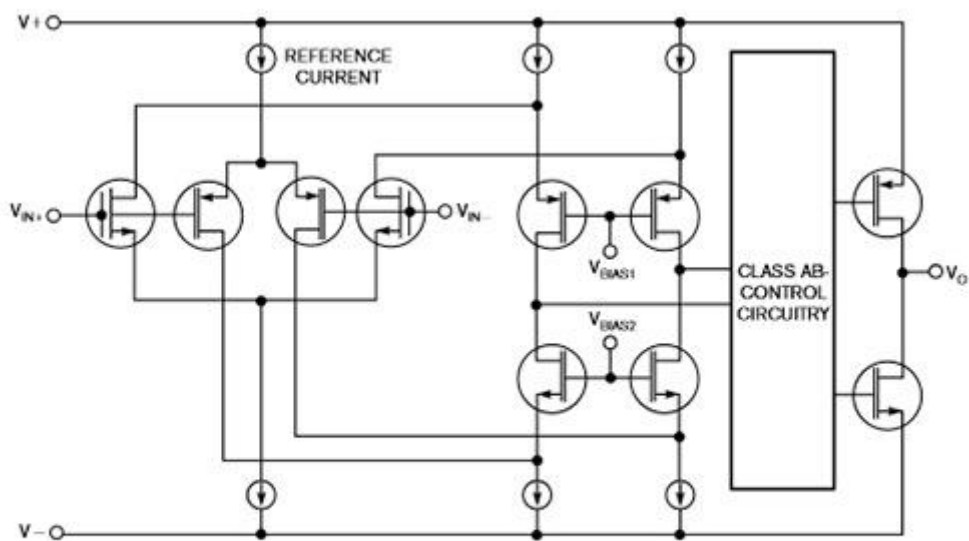 V+
REFERENCE
CURRENT
VIN+
VIN−
VBIAS1
VBIAS2
CLASS AB-
CONTROL
CIRCUITRY
VO
V−